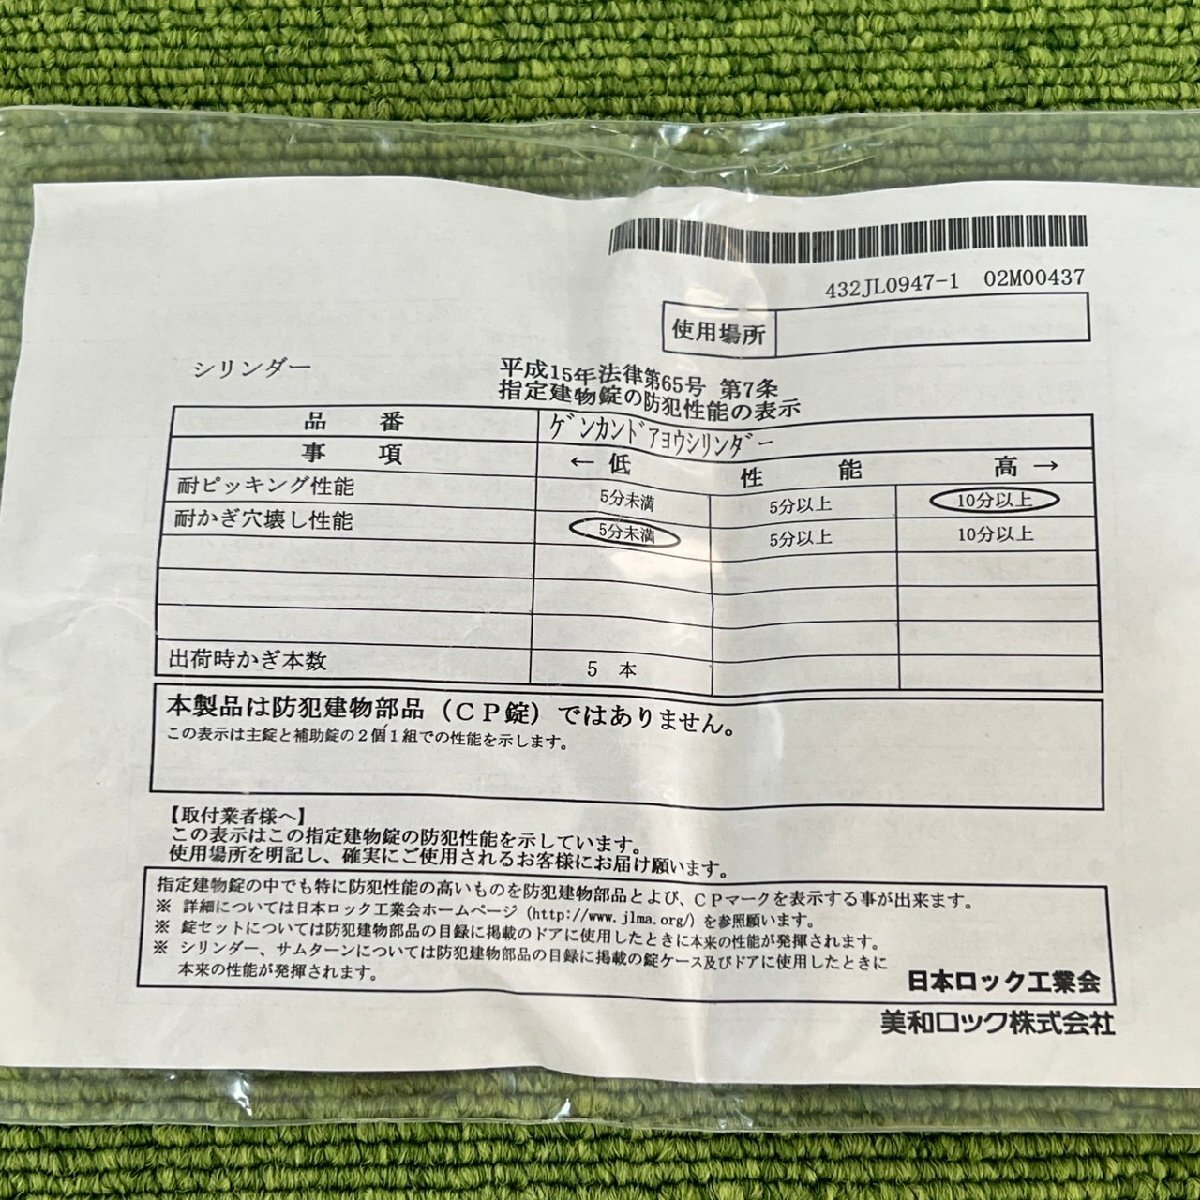 432JL0947-1 02M00437
使用場所
シリンダー
平成15年法律第65号 第7条
指定建物錠の防犯性能の表示
品 番 ゲンカンドアヨウシリンダー
事 項 ← 低 性 能 高 →
耐ピッキング性能 5分未満 5分以上 10分以上
耐かぎ穴壊し性能 5分未満 5分以上 10分以上
出荷時かぎ本数 5 本
本製品は防犯建物部品(CP錠)ではありません。
この表示は主錠と補助錠の2個1組での性能を示します。
【取付業者様へ】
この表示はこの指定建物錠の防犯性能を示しています。
使用場所を明記し、確実にご使用されるお客様にお届け願います。
指定建物錠の中でも特に防犯性能の高いものを防犯建物部品とよび、CPマークを表示する事が出来ます。
※ 詳細については日本ロック工業会ホームページ(http://www.jlma.org/)を参照願います。
※ 錠セットについては防犯建物部品の目録に掲載のドアに使用したときに本来の性能が発揮されます。
※ シリンダー、サムターンについては防犯建物部品の目録に掲載の錠ケース及びドアに使用したときに
本来の性能が発揮されます。
日本ロック工業会
美和ロック株式会社